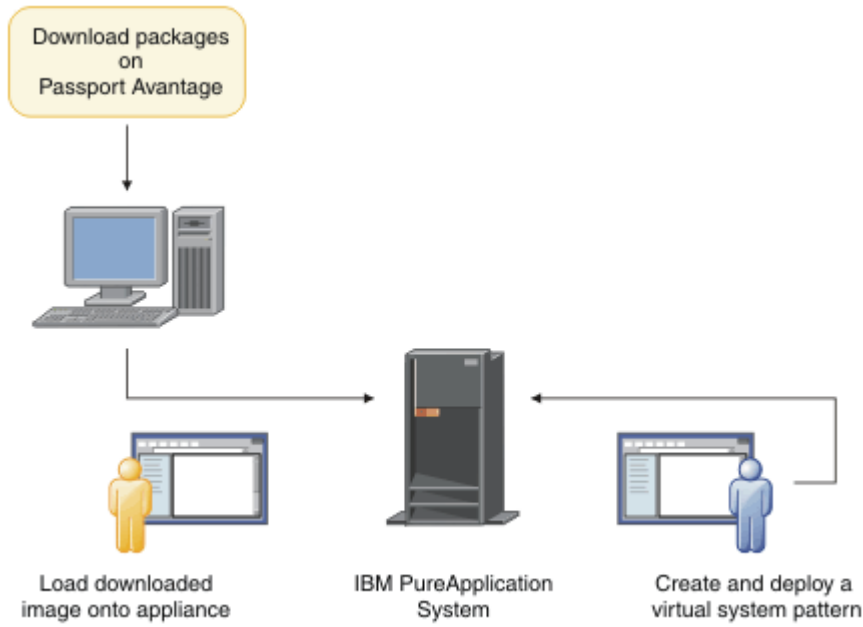 Download packages
on
Passport Avantage
Load downloaded
image onto appliance
IBM PureApplication
System
Create and deploy a
virtual system pattern